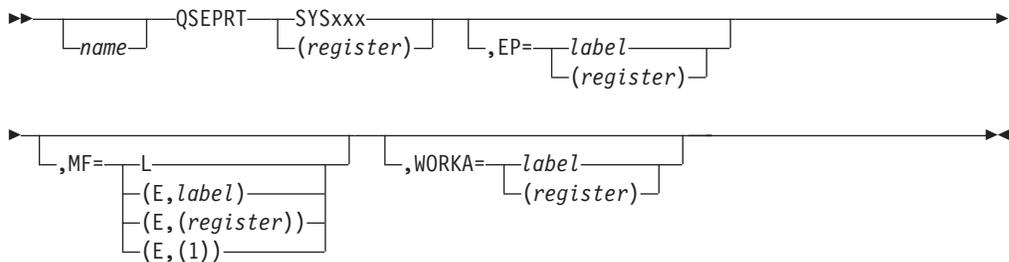 QSEPRT SYSxxx
name (register) ,EP= label
(register)
,MF= L ,WORKA= label
(E,label) (register)
(E,(register))
(E,(1))